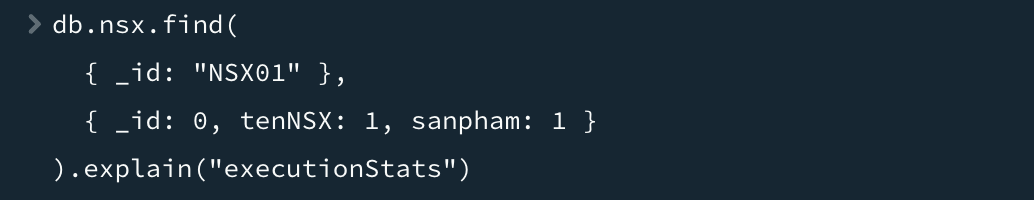 > db.nsx.find(
{ _id: "NSX01" },
{ _id: 0, tenNSX: 1, sanpham: 1 }
).explain("executionStats")